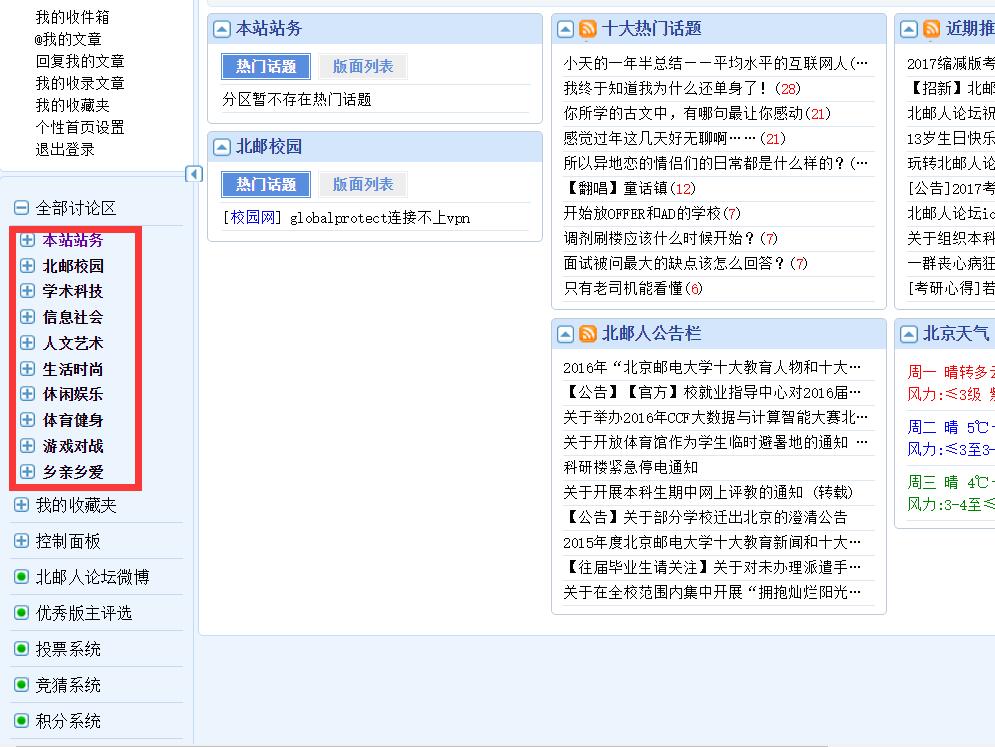 我的收件箱
@我的文章
回复我的文章
我的收录文章
我的收藏夹
个性首页设置
退出登录
全部讨论区
本站站务
北邮校园
学术科技
信息社会
人文艺术
生活时尚
休闲娱乐
体育健身
游戏对战
乡亲乡爱
我的收藏夹
控制面板
北邮人论坛微博
优秀版主评选
投票系统
竞猜系统
积分系统
本站站务
热门话题 版面列表
分区暂不存在热门话题
北邮校园
热门话题 版面列表
[校园网] globalprotect连接不上vpn
十大热门话题
小天的一年半总结－－平均水平的互联网人(…
我终于知道我为什么还单身了！(28)
你所学的古文中，有哪句最让你感动(21)
感觉过年这几天好无聊啊……(21)
所以异地恋的情侣们的日常都是什么样的？(…
【翻唱】童话镇(12)
开始放OFFER和AD的学校(7)
调剂刷楼应该什么时候开始？(7)
面试被问最大的缺点该怎么回答？(7)
只有老司机能看懂(6)
北邮人公告栏
2016年“北京邮电大学十大教育人物和十大…
【公告】【官方】校就业指导中心对2016届…
关于举办2016年CCF大数据与计算智能大赛北…
关于开放体育馆作为学生临时避暑地的通知 …
科研楼紧急停电通知
关于开展本科生期中网上评教的通知 (转载)
【公告】关于部分学校迁出北京的澄清公告
2015年度北京邮电大学十大教育新闻和十大…
【往届毕业生请关注】关于对未办理派遣手…
关于在全校范围内集中开展“拥抱灿烂阳光…
近期推
2017缩减版考
【招新】北邮
北邮人论坛祝
13岁生日快乐
玩转北邮人论
[公告]2017考
北邮人论坛ic
关于组织本科
一群丧心病狂
[考研心得]若
北京天气
周一 晴转多云
风力:≤3级
周二 晴 5℃
风力:≤3至3-
周三 晴 4℃
风力:3-4至≤